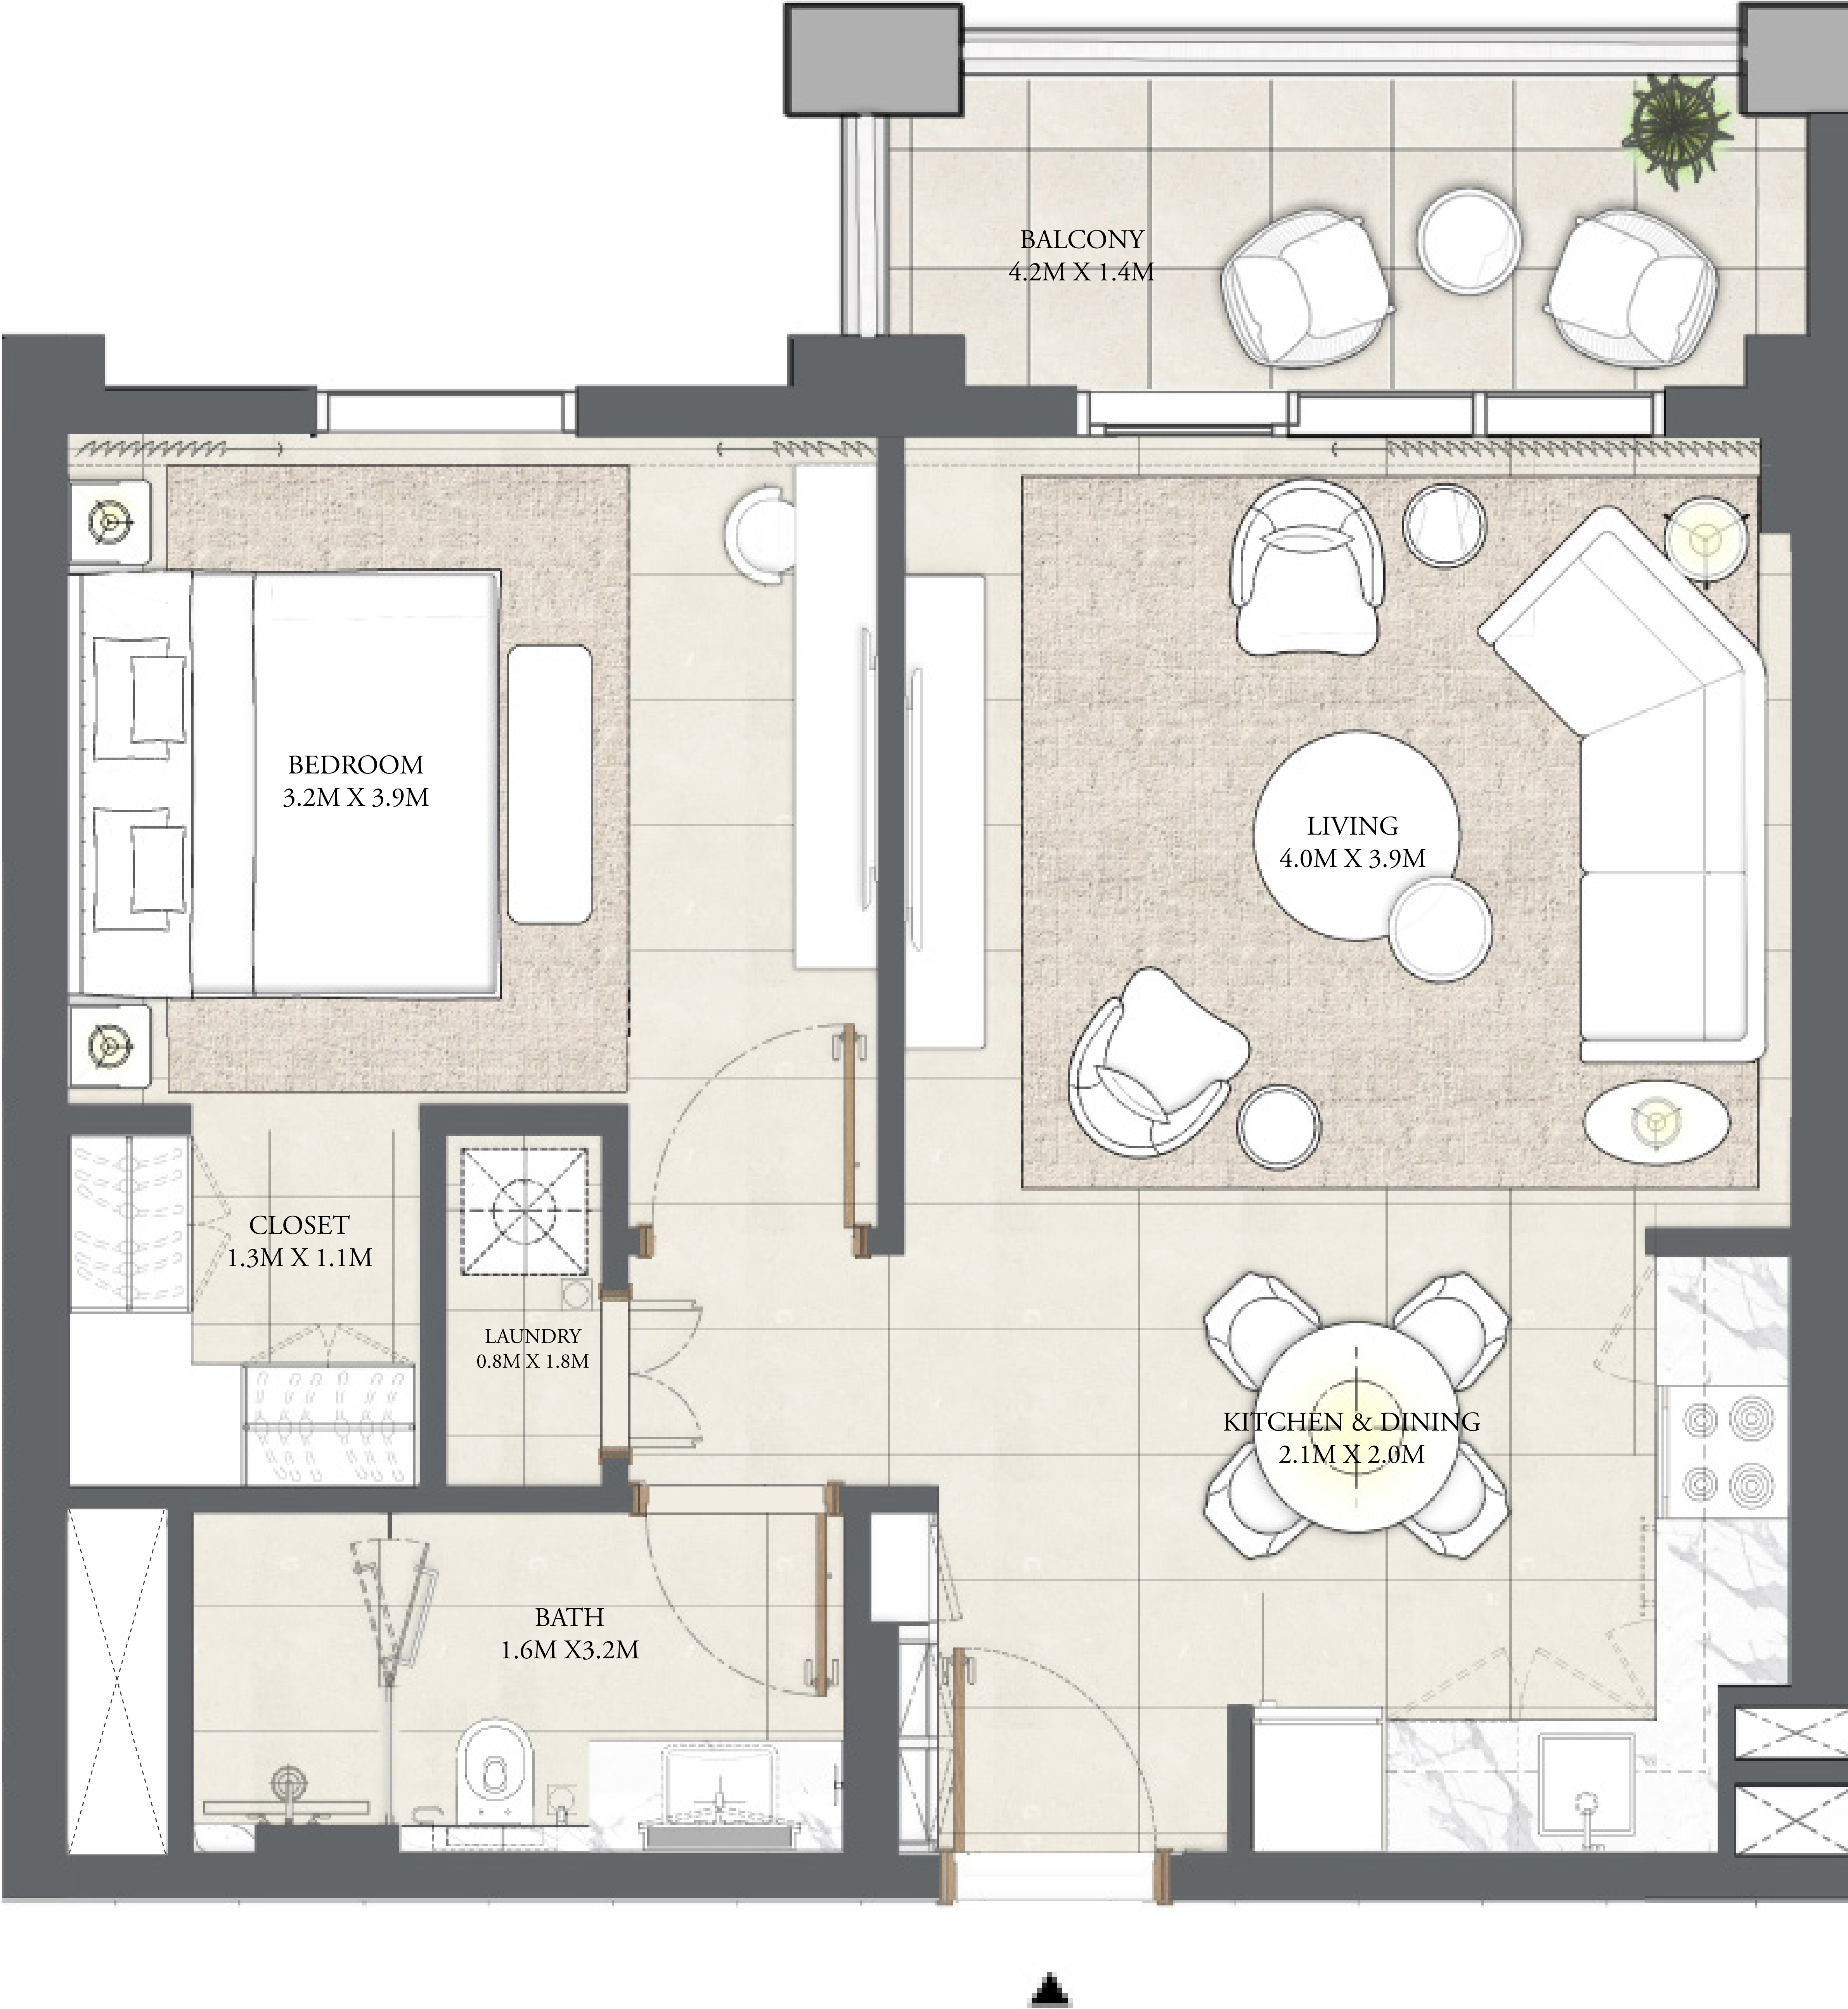 BALCONY
4.2M X 1.4M
BEDROOM
3.2M X 3.9M
LIVING
4.0M X 3.9M
CLOSET
1.3M X 1.1M
LAUNDRY
0.8M X 1.8M
KITCHEN & DINING
2.1M X 2.0M
BATH
1.6M X3.2M